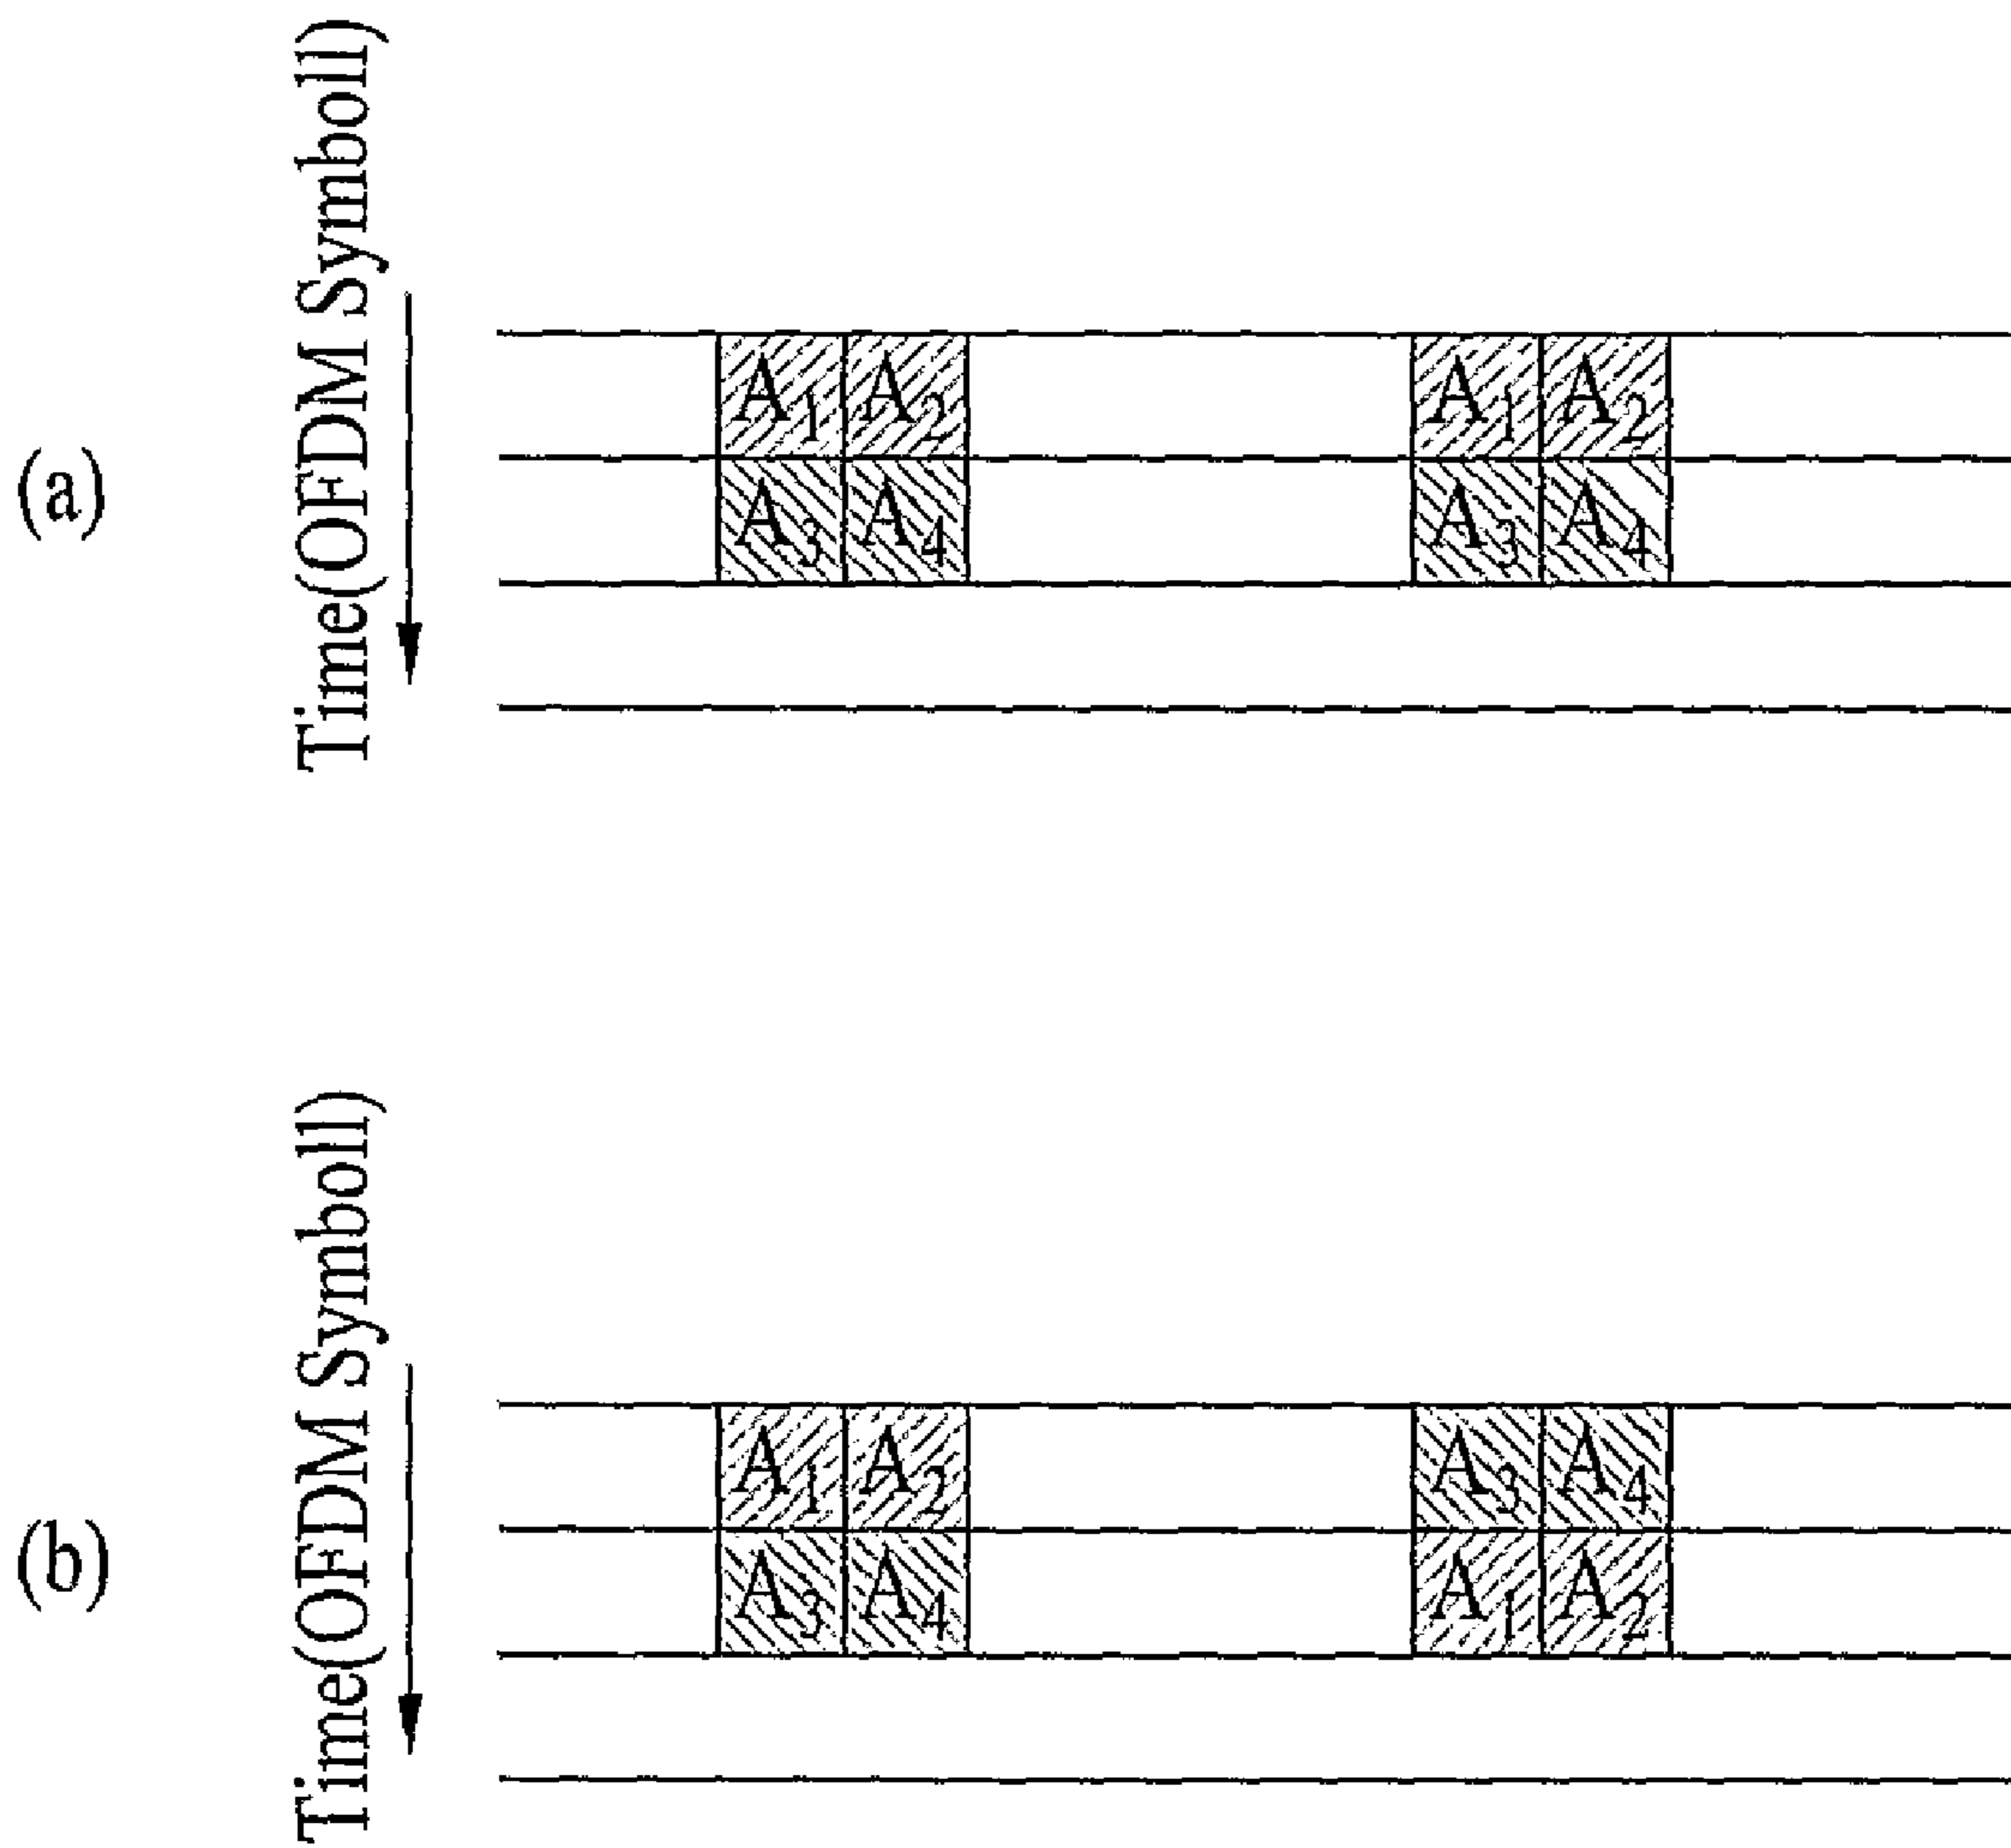 (a)
Time(OFDM Symboll)
A1 A2 A1 A2
A3 A4 A3 A4
(b)
Time(OFDM Symboll)
A1 A2 A3 A4
A3 A4 A1 A2